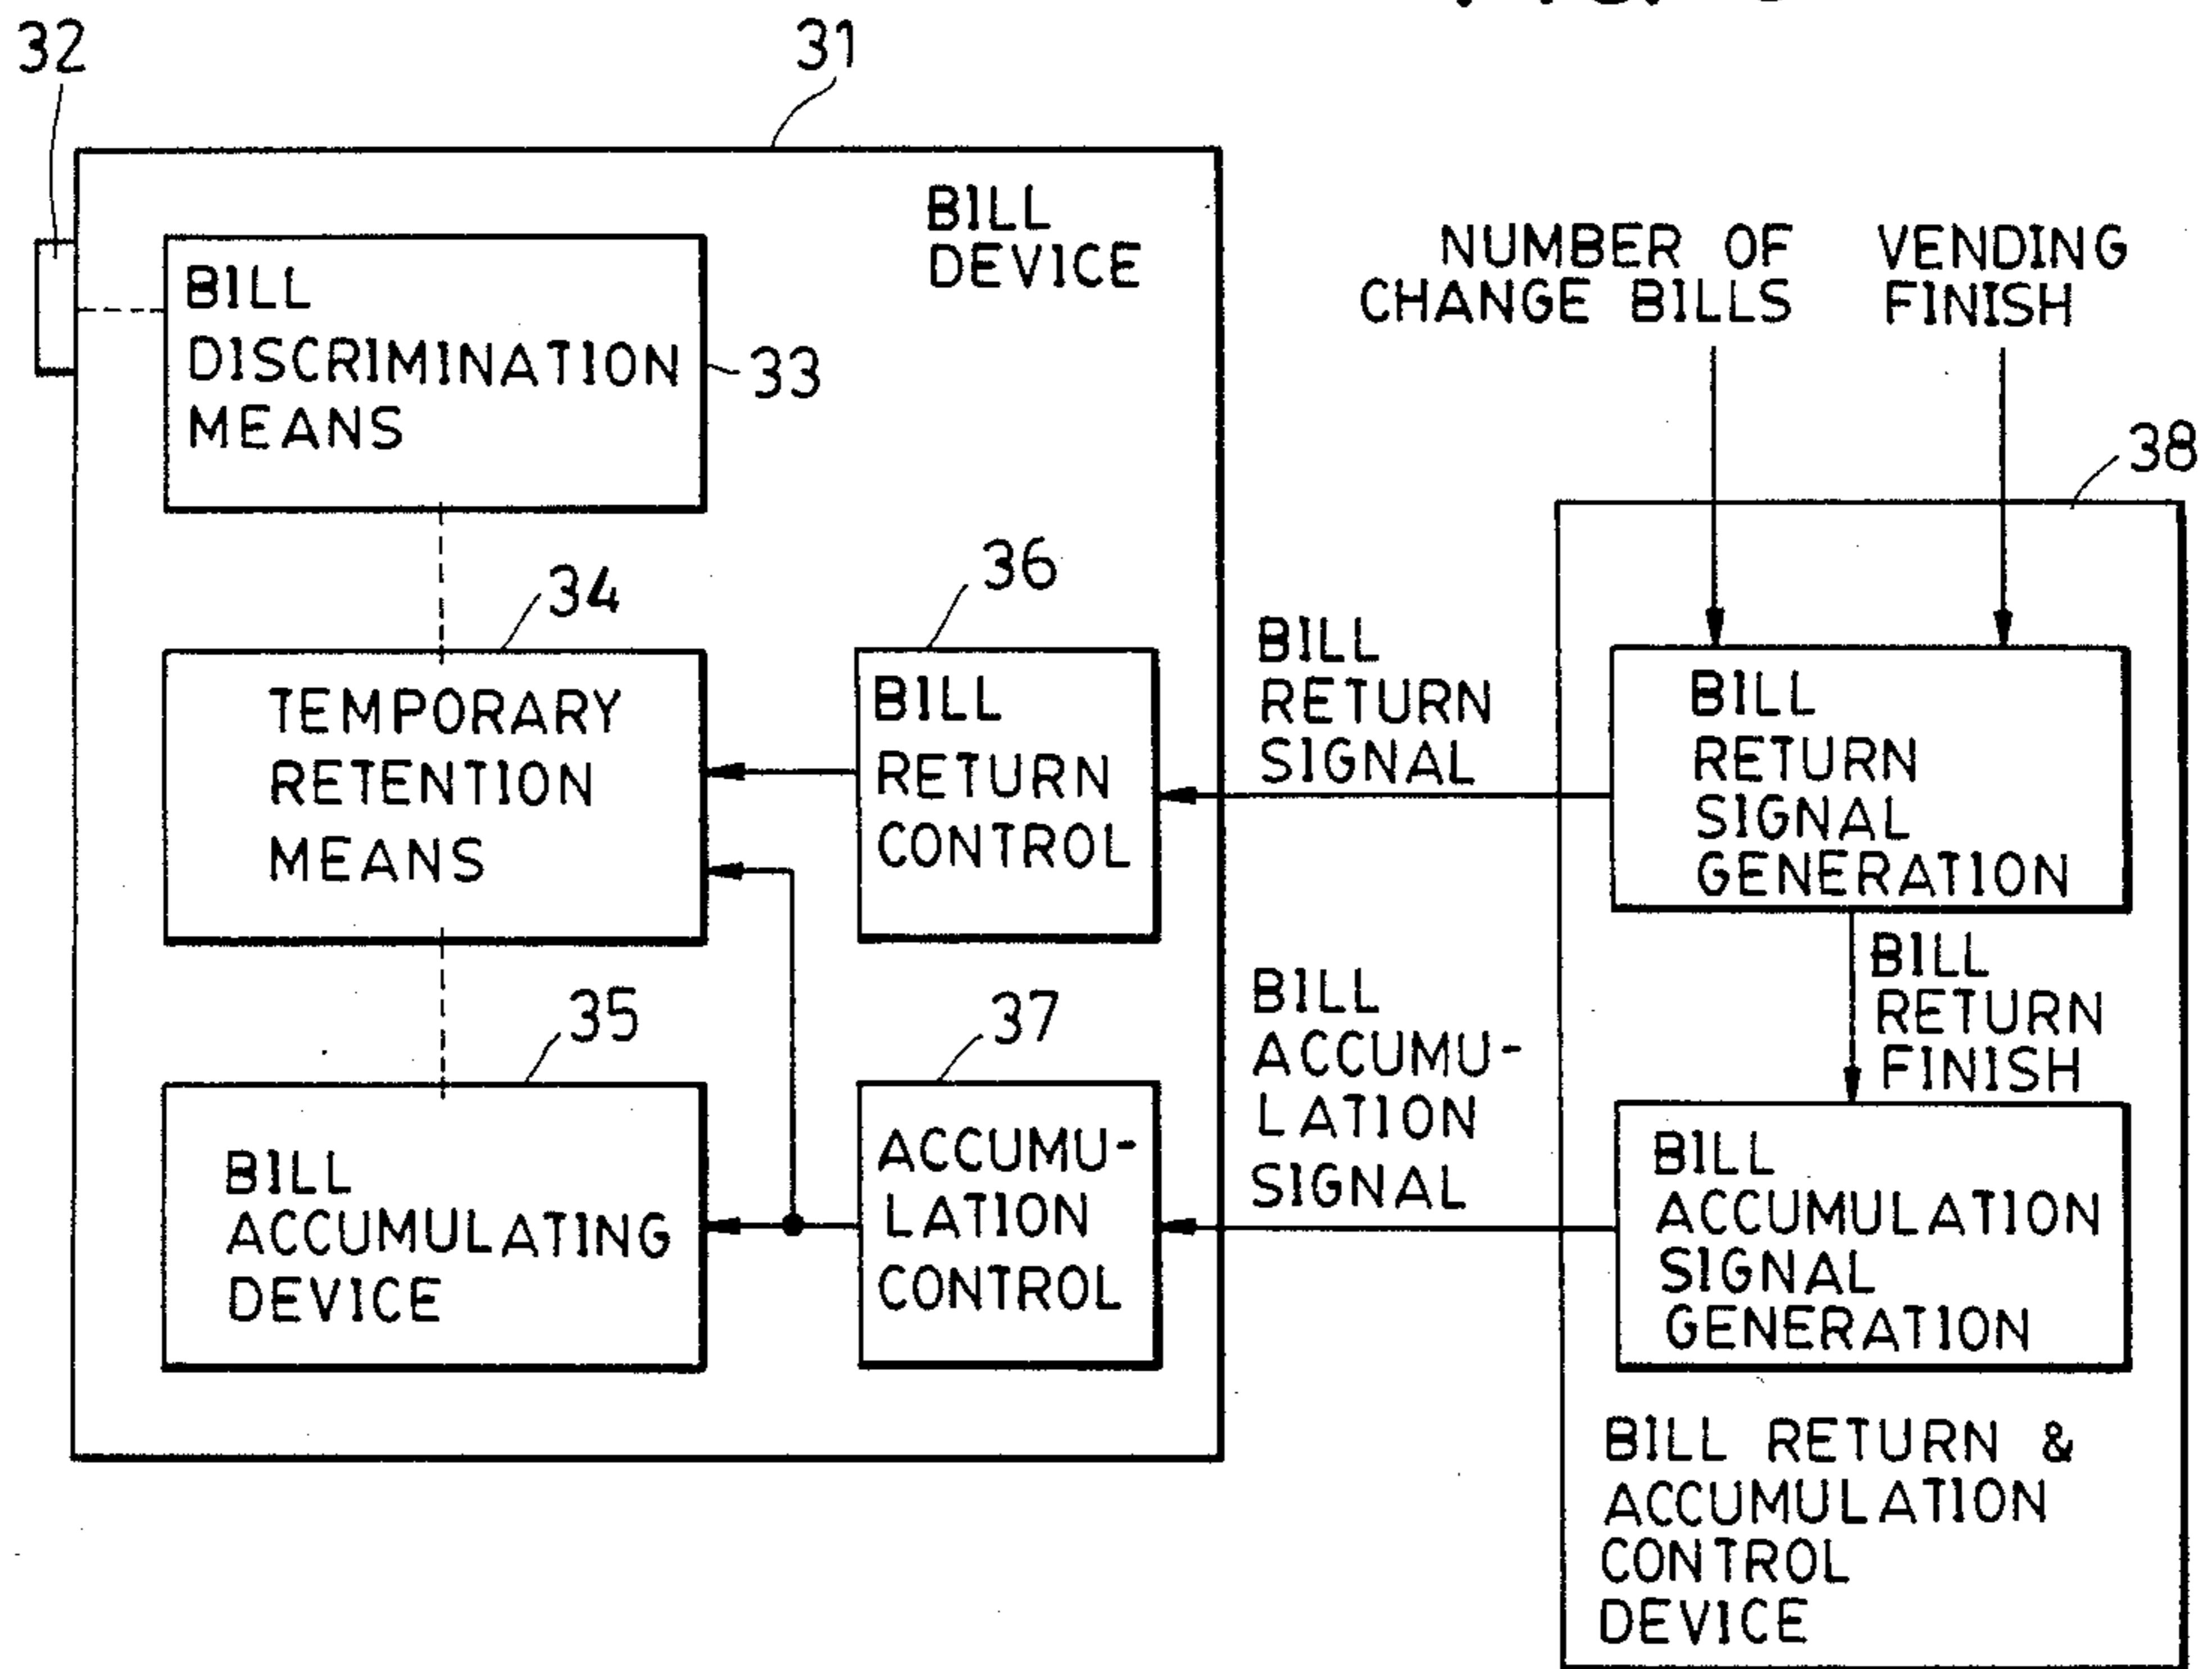 32
31
BILL
DEVICE
BILL
DISCRIMINATION
MEANS
33
NUMBER OF
CHANGE BILLS
VENDING
FINISH
38
34
TEMPORARY
RETENTION
MEANS
36
BILL
RETURN
CONTROL
BILL
RETURN
SIGNAL
BILL
RETURN
SIGNAL
GENERATION
BILL
RETURN
FINISH
35
BILL
ACCUMULATING
DEVICE
37
ACCUMU-
LATION
CONTROL
BILL
ACCUMU-
LATION
SIGNAL
BILL
ACCUMULATION
SIGNAL
GENERATION
BILL RETURN &
ACCUMULATION
CONTROL
DEVICE